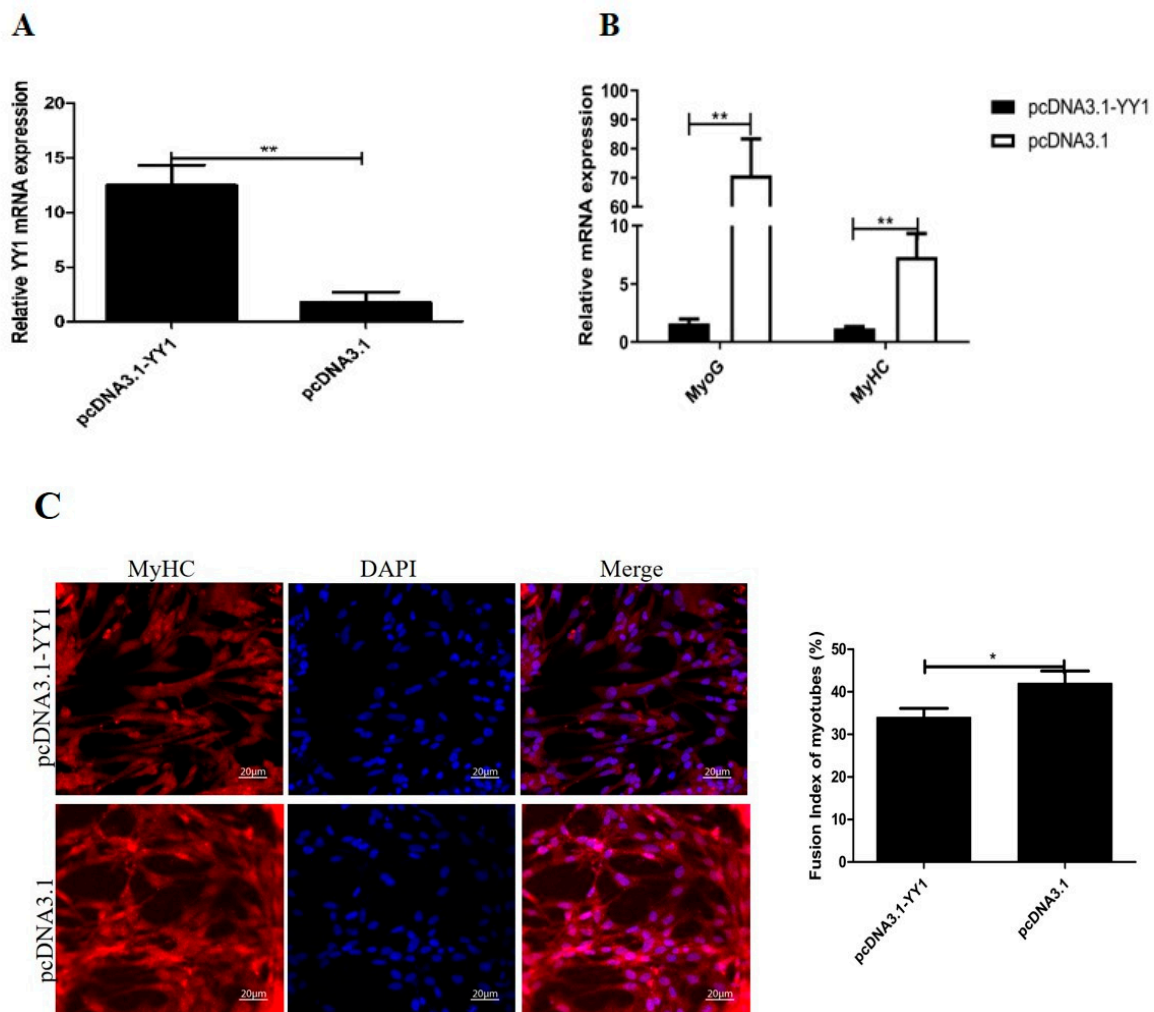 A
Relative YY1 mRNA expression
20
15
10
5
0
**
pcDNA3.1-YY1
pcDNA3.1
B
Relative mRNA expression
100
90
80
70
60
10
5
0
**
**
MyoG
MyHC
pcDNA3.1-YY1
pcDNA3.1
C
MyHC
DAPI
Merge
pcDNA3.1-YY1
20μm
20μm
20μm
pcDNA3.1
20μm
20μm
20μm
Fusion Index of myotubes (%)
50
40
30
20
10
0
*
pcDNA3.1-YY1
pcDNA3.1